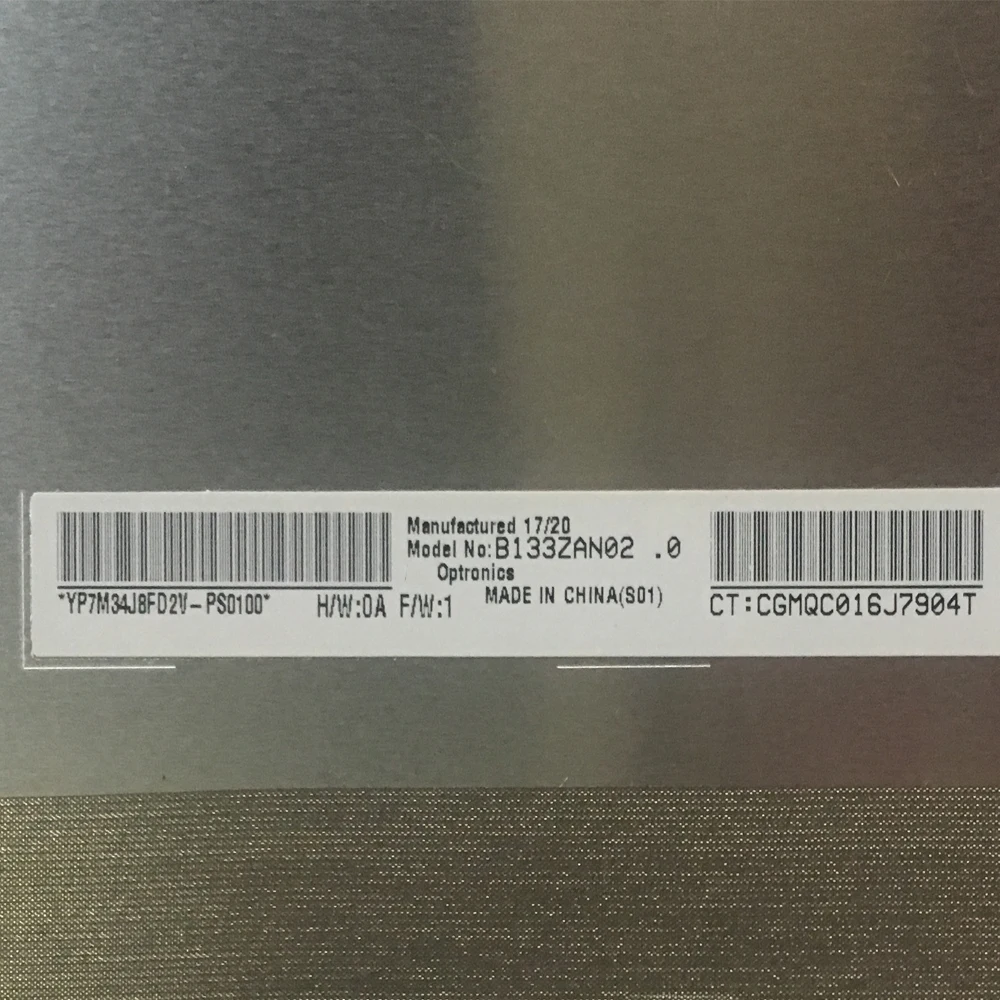 Manufactured 17/20
Model No:B133ZAN02 .0
Optronics
MADE IN CHINA(S01)
*YP7M34J8FD2V-PS0100* H/W:0A F/W:1
CT:CGMQC016J7904T